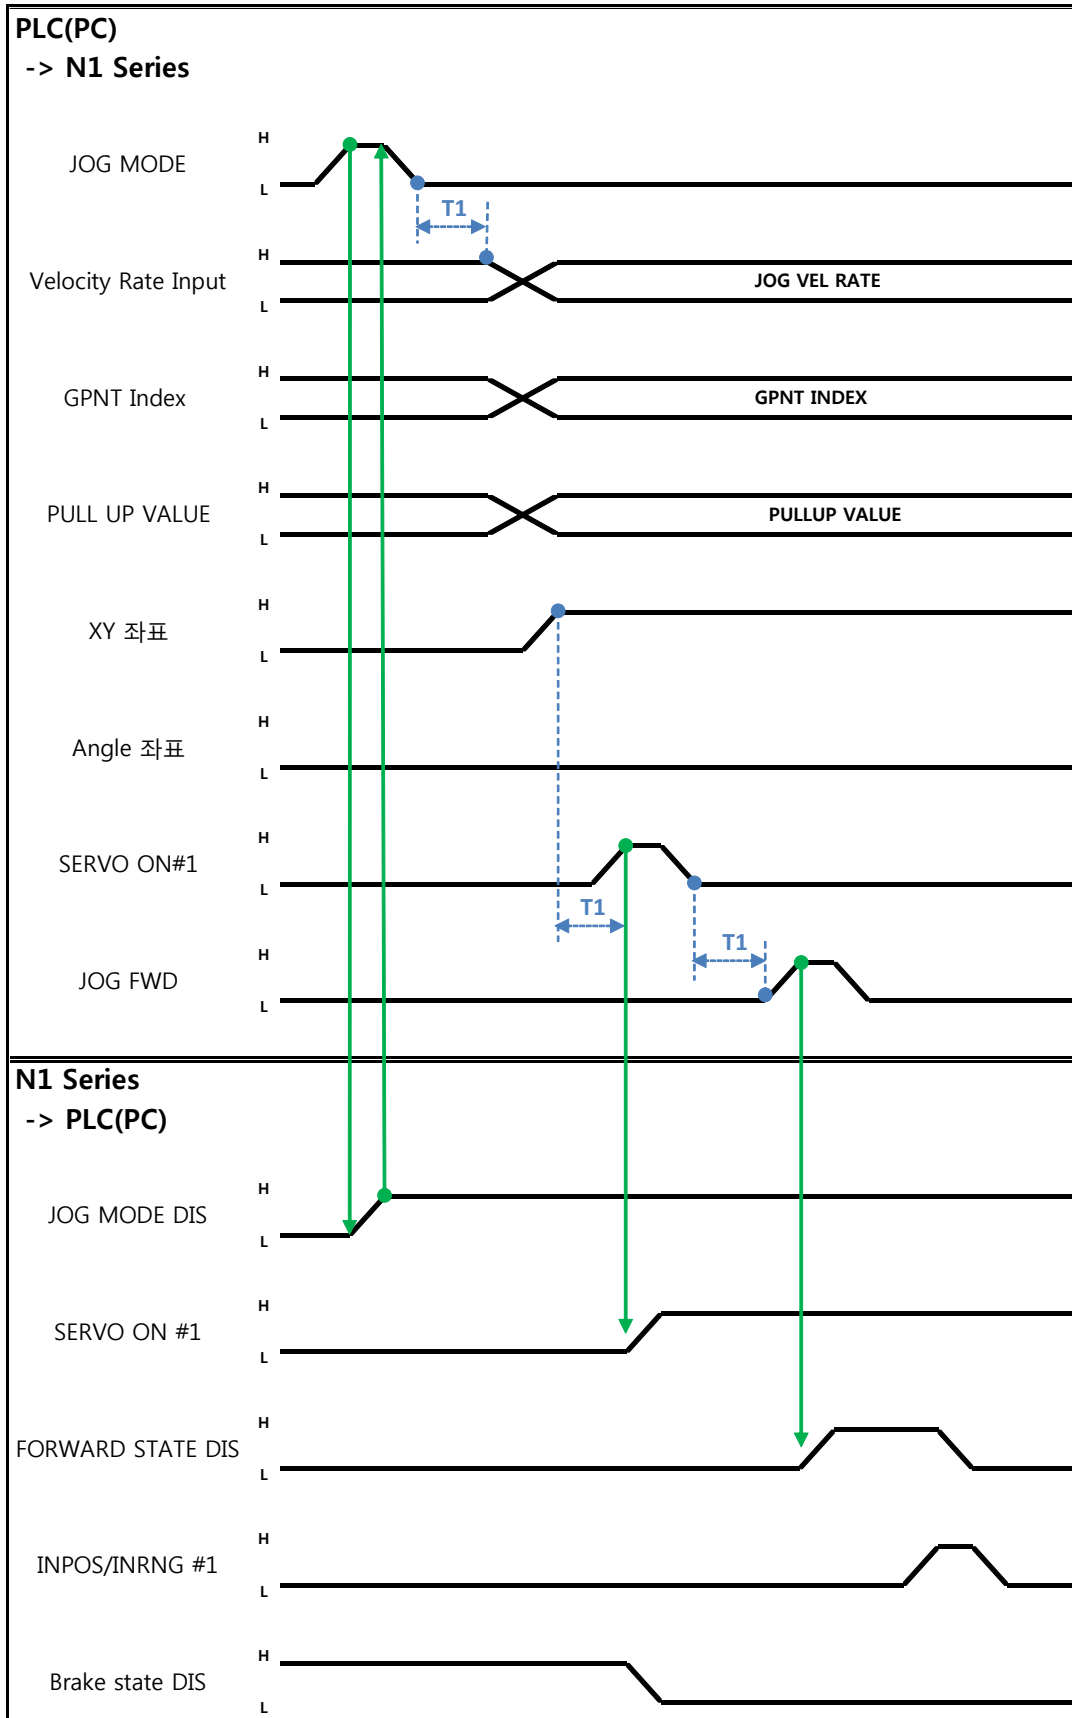 PLC(PC)
-> N1 Series
H
JOG MODE
L
T1
H
Velocity Rate Input
JOG VEL RATE
L
H
GPNT Index
GPNT INDEX
L
H
PULL UP VALUE
PULLUP VALUE
L
H
XY 좌표
L
H
Angle 좌표
L
H
SERVO ON#1
L
T1
T1
H
JOG FWD
L
N1 Series
-> PLC(PC)
H
JOG MODE DIS
L
H
SERVO ON #1
L
H
FORWARD STATE DIS
L
H
INPOS/INRNG #1
L
H
Brake state DIS
L